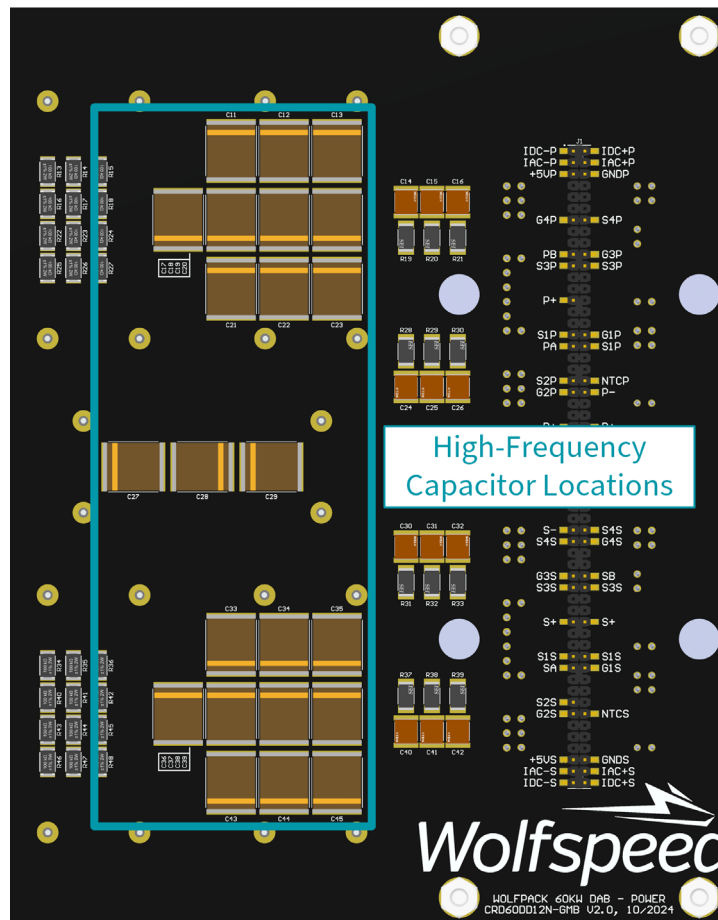 C11 C12 C13
J1
IDC-P IDC+P
IAC-P IAC+P
+5VP GNDP
R13 R14 R15
C14 C15 C16
R16 R17 R18
G4P S4P
R22 R23 R24
R19 R20 R21
PB G3P
S3P S3P
R25 R26 R27
C17
C18
C19
C20
P+
C21 C22 C23
R28 R29 R30
S1P G1P
PA S1P
S2P NTCP
G2P P-
C24 C25 C26
High-Frequency
Capacitor Locations
C27 C28 C29
C30 C31 C32
S- S4S
S4S G4S
G3S SB
S3S S3S
R31 R32 R33
C33 C34 C35
S+ S+
R34 R35 R36
S1S S1S
SA G1S
R37 R38 R39
R40 R41 R42
S2S
G2S NTCS
R43 R44 R45
C40 C41 C42
C36
C37
C38
C39
R46 R47 R48
+5VS GNDS
IAC-S IAC+S
IDC-S IDC+S
C43 C44 C45
Wolfspeed
WOLFPACK 60KW DAB - POWER
CRD60DD12N-GMB V2.0, 10/2024